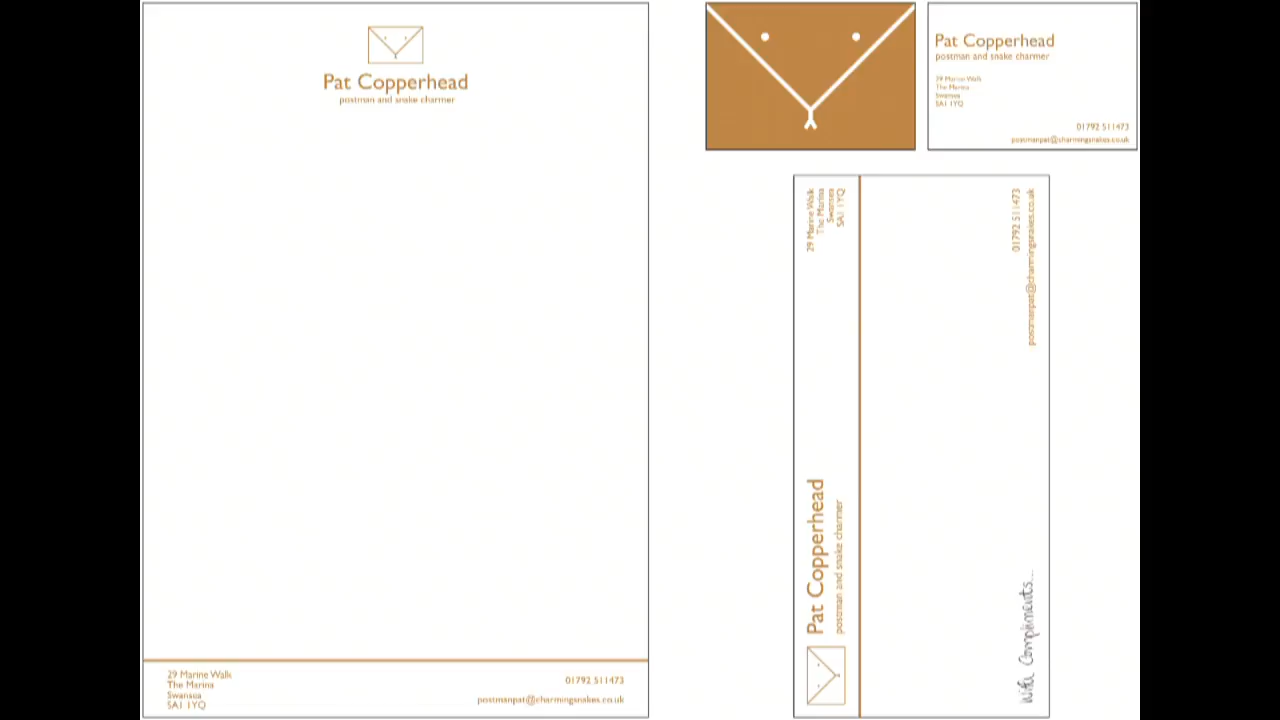 Pat Copperhead
postman and snake charmer
29 Marine Walk
The Marina
Swansea
SA1 1YQ
01792 511473
postmanpat@charmingsnakes.co.uk
Pat Copperhead
postman and snake charmer
29 Marine Walk
The Marina
Swansea
SA1 1YQ
01792 511473
postmanpat@charmingsnakes.co.uk
Pat Copperhead
postman and snake charmer
29 Marine Walk
The Marina
Swansea
SA1 1YQ
01792 511473
postmanpat@charmingsnakes.co.uk
With Compliments...